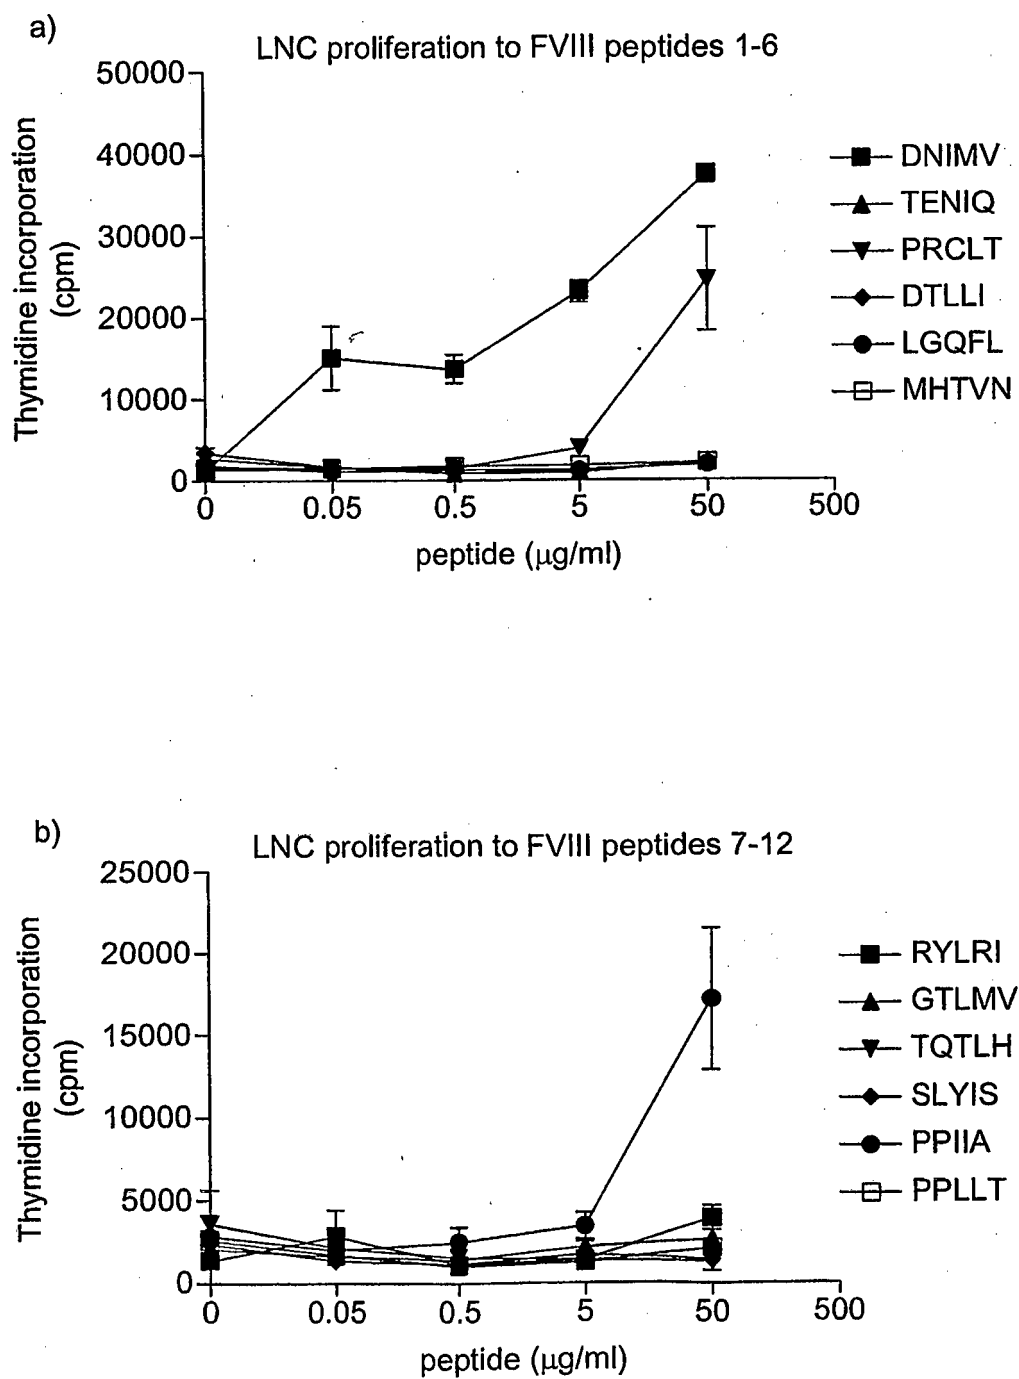 a)
LNC proliferation to FVIII peptides 1-6
Thymidine incorporation
(cpm)
50000
40000
30000
20000
10000
0
0 0.05 0.5 5 50 500
peptide (μg/ml)
DNIMV
TENIQ
PRCLT
DTLLI
LGQFL
MHTVN
b)
LNC proliferation to FVIII peptides 7-12
Thymidine incorporation
(cpm)
25000
20000
15000
10000
5000
0
0 0.05 0.5 5 50 500
peptide (μg/ml)
RYLRI
GTLMV
TQTLH
SLYIS
PPIIA
PPLLT